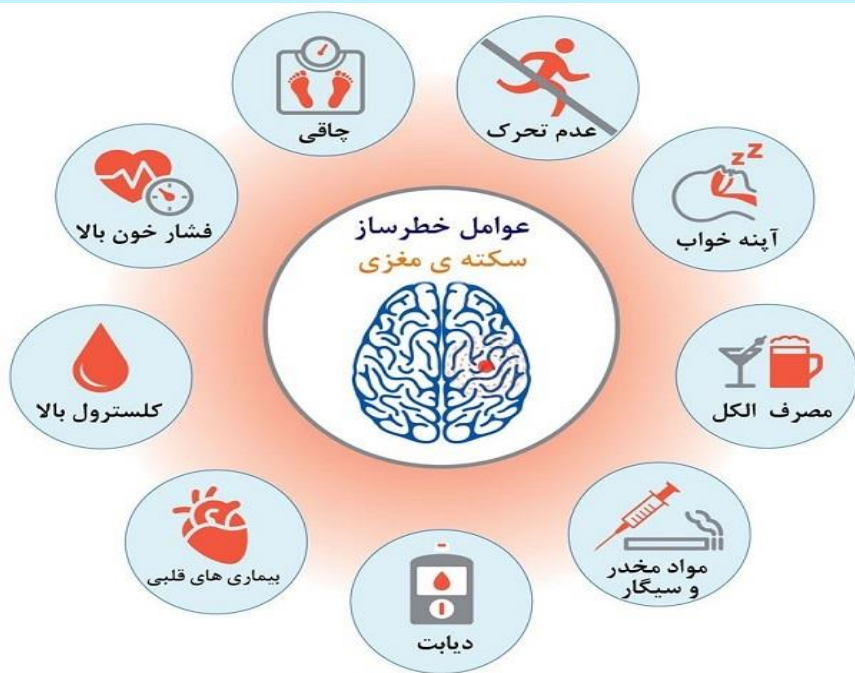 عوامل خطرساز
سکته ی مغزی
عدم تحرک
zz
آپنه خواب
مصرف الکل
مواد مخدر
و سیگار
دیابت
بیماری های قلبی
کلسترول بالا
فشار خون بالا
چاقی